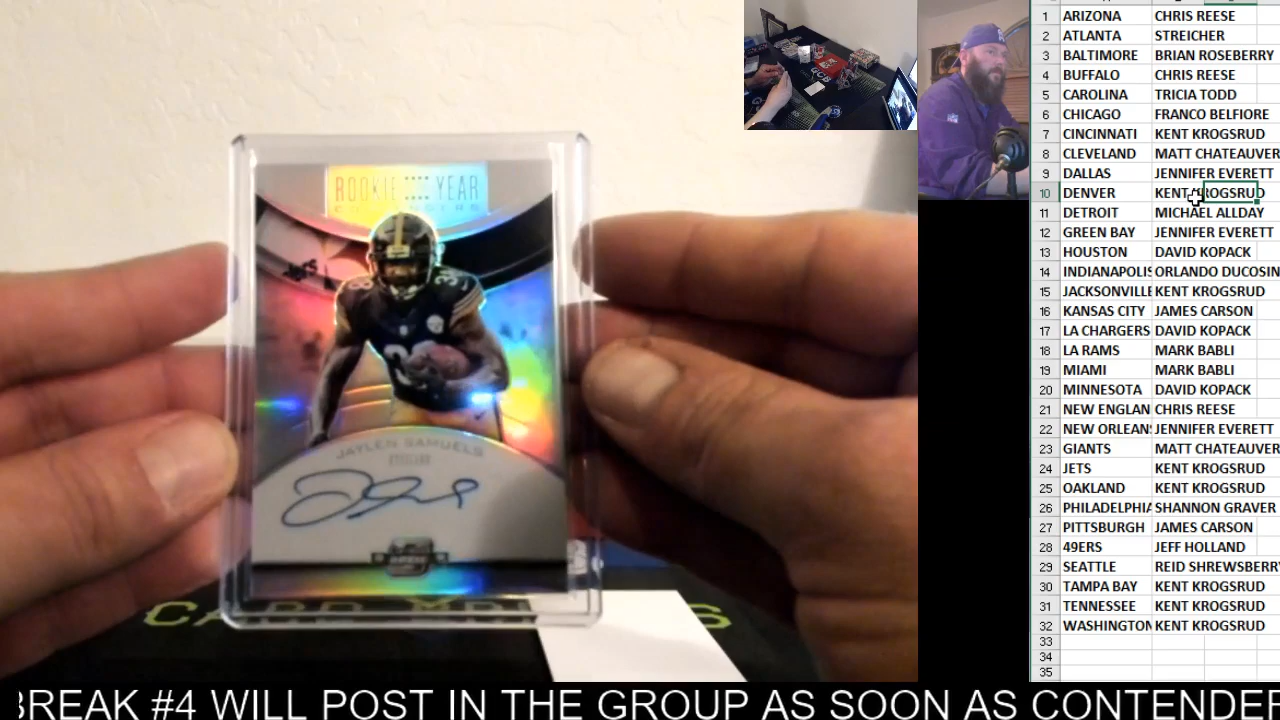 ROOKIE OF THE YEAR
CONTENDERS
38
JAYLEN SAMUELS
1 ARIZONA CHRIS REESE
2 ATLANTA STREICHER
3 BALTIMORE BRIAN ROSEBERRY
4 BUFFALO CHRIS REESE
5 CAROLINA TRICIA TODD
6 CHICAGO FRANCO BELFIORE
7 CINCINNATI KENT KROGSRUD
8 CLEVELAND MATT CHATEAUVER
9 DALLAS JENNIFER EVERETT
10 DENVER KENT KROGSRUD
11 DETROIT MICHAEL ALLDAY
12 GREEN BAY JENNIFER EVERETT
13 HOUSTON DAVID KOPACK
14 INDIANAPOLIS ORLANDO DUCOSIN
15 JACKSONVILLE KENT KROGSRUD
16 KANSAS CITY JAMES CARSON
17 LA CHARGERS DAVID KOPACK
18 LA RAMS MARK BABLI
19 MIAMI MARK BABLI
20 MINNESOTA DAVID KOPACK
21 NEW ENGLAN CHRIS REESE
22 NEW ORLEANS JENNIFER EVERETT
23 GIANTS MATT CHATEAUVER
24 JETS KENT KROGSRUD
25 OAKLAND KENT KROGSRUD
26 PHILADELPHIA SHANNON GRAVER
27 PITTSBURGH JAMES CARSON
28 49ERS JEFF HOLLAND
29 SEATTLE REID SHREWSBERRY
30 TAMPA BAY KENT KROGSRUD
31 TENNESSEE KENT KROGSRUD
32 WASHINGTON KENT KROGSRUD
33
34
35
BREAK #4 WILL POST IN THE GROUP AS SOON AS CONTENDER